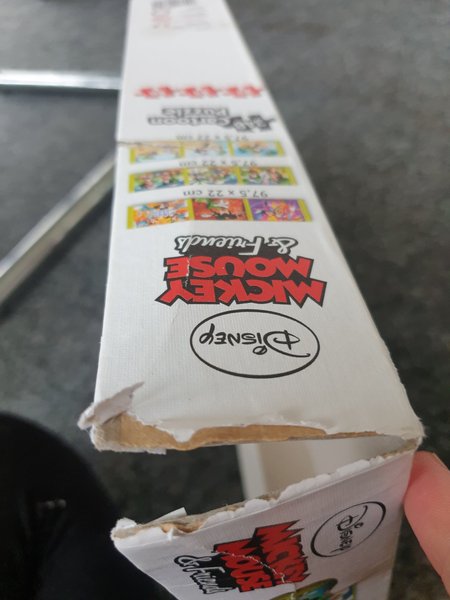 Disney
MICKEY
MOUSE
& Friends
97,5 x 22 cm
97,5 x 22 cm
97,5 x 22 cm
cartoon
puzzle
Disney
MICKEY
MOUSE
& Friends